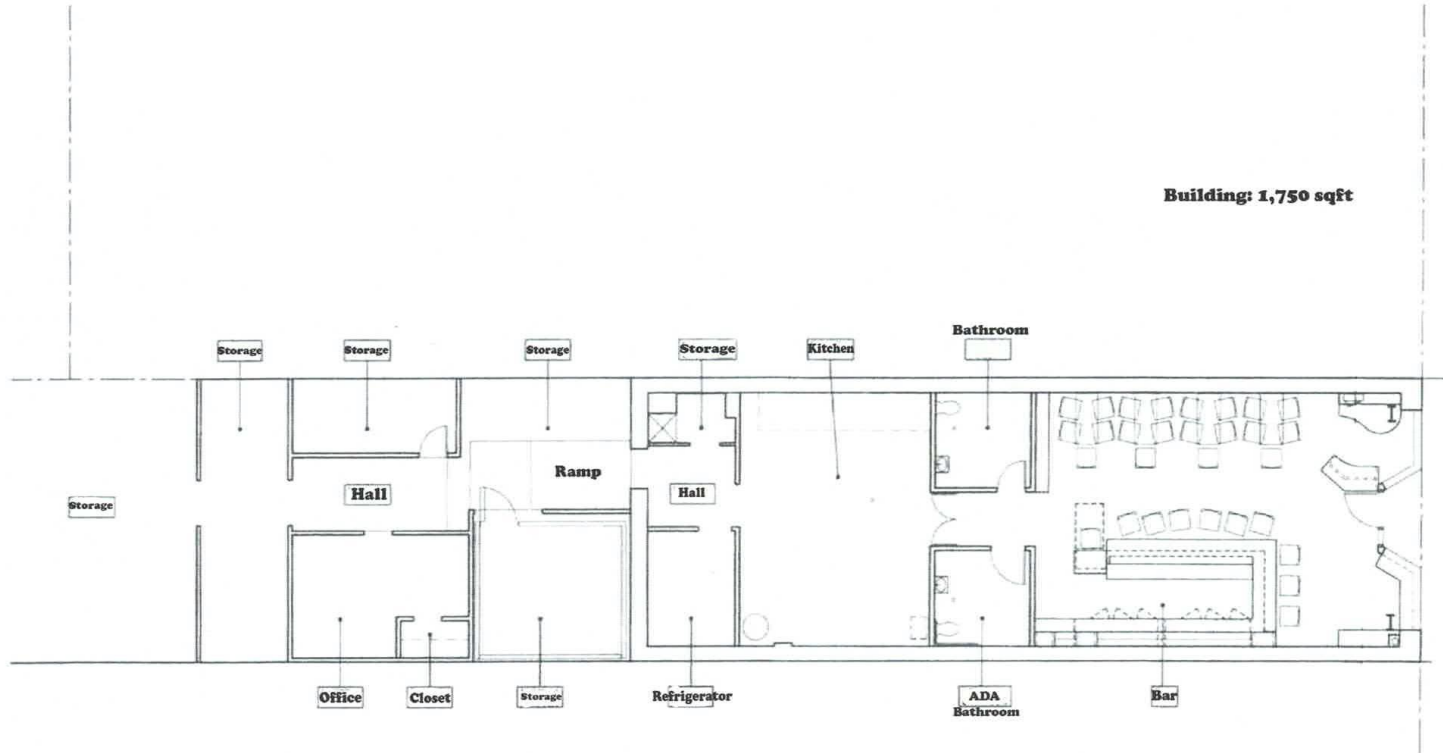 Building: 1,750 sqft
Bathroom
Storage
Storage
Storage
Storage
Kitchen
Ramp
Hall
Hall
Storage
Office
Closet
Storage
Refrigerator
ADA
Bathroom
Bar